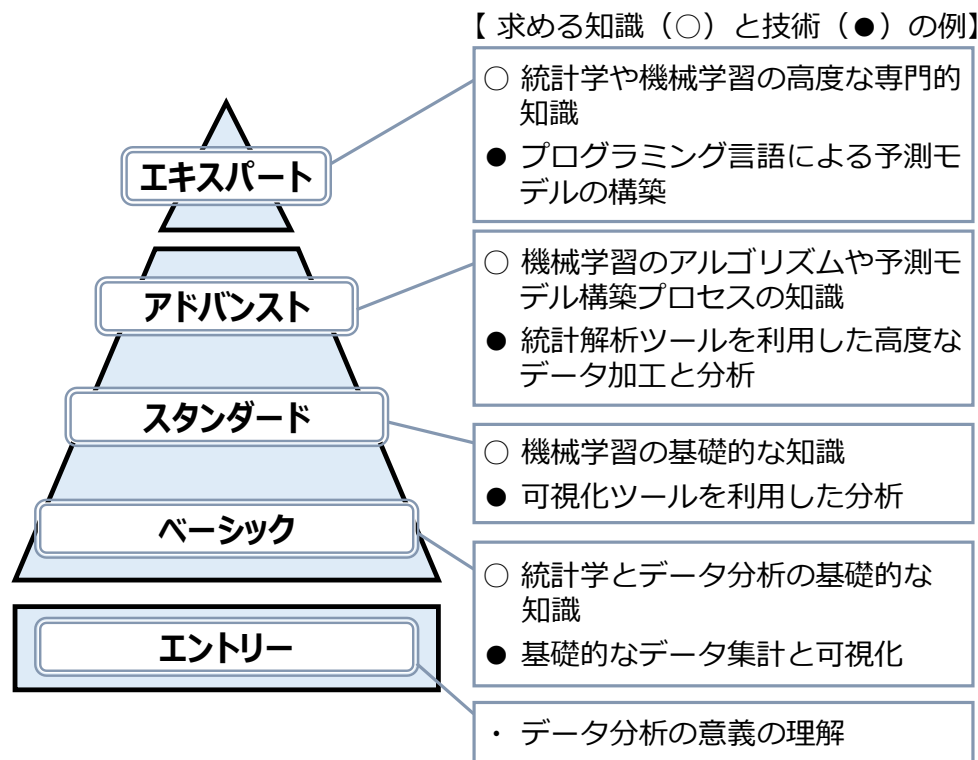 【 求める知識（○）と技術（●）の例】
○ 統計学や機械学習の高度な専門的
知識
● プログラミング言語による予測モ
デルの構築
エキスパート
○ 機械学習のアルゴリズムや予測モ
デル構築プロセスの知識
● 統計解析ツールを利用した高度な
データ加工と分析
アドバンスト
○ 機械学習の基礎的な知識
● 可視化ツールを利用した分析
スタンダード
○ 統計学とデータ分析の基礎的な
知識
● 基礎的なデータ集計と可視化
ベーシック
・ データ分析の意義の理解
エントリー